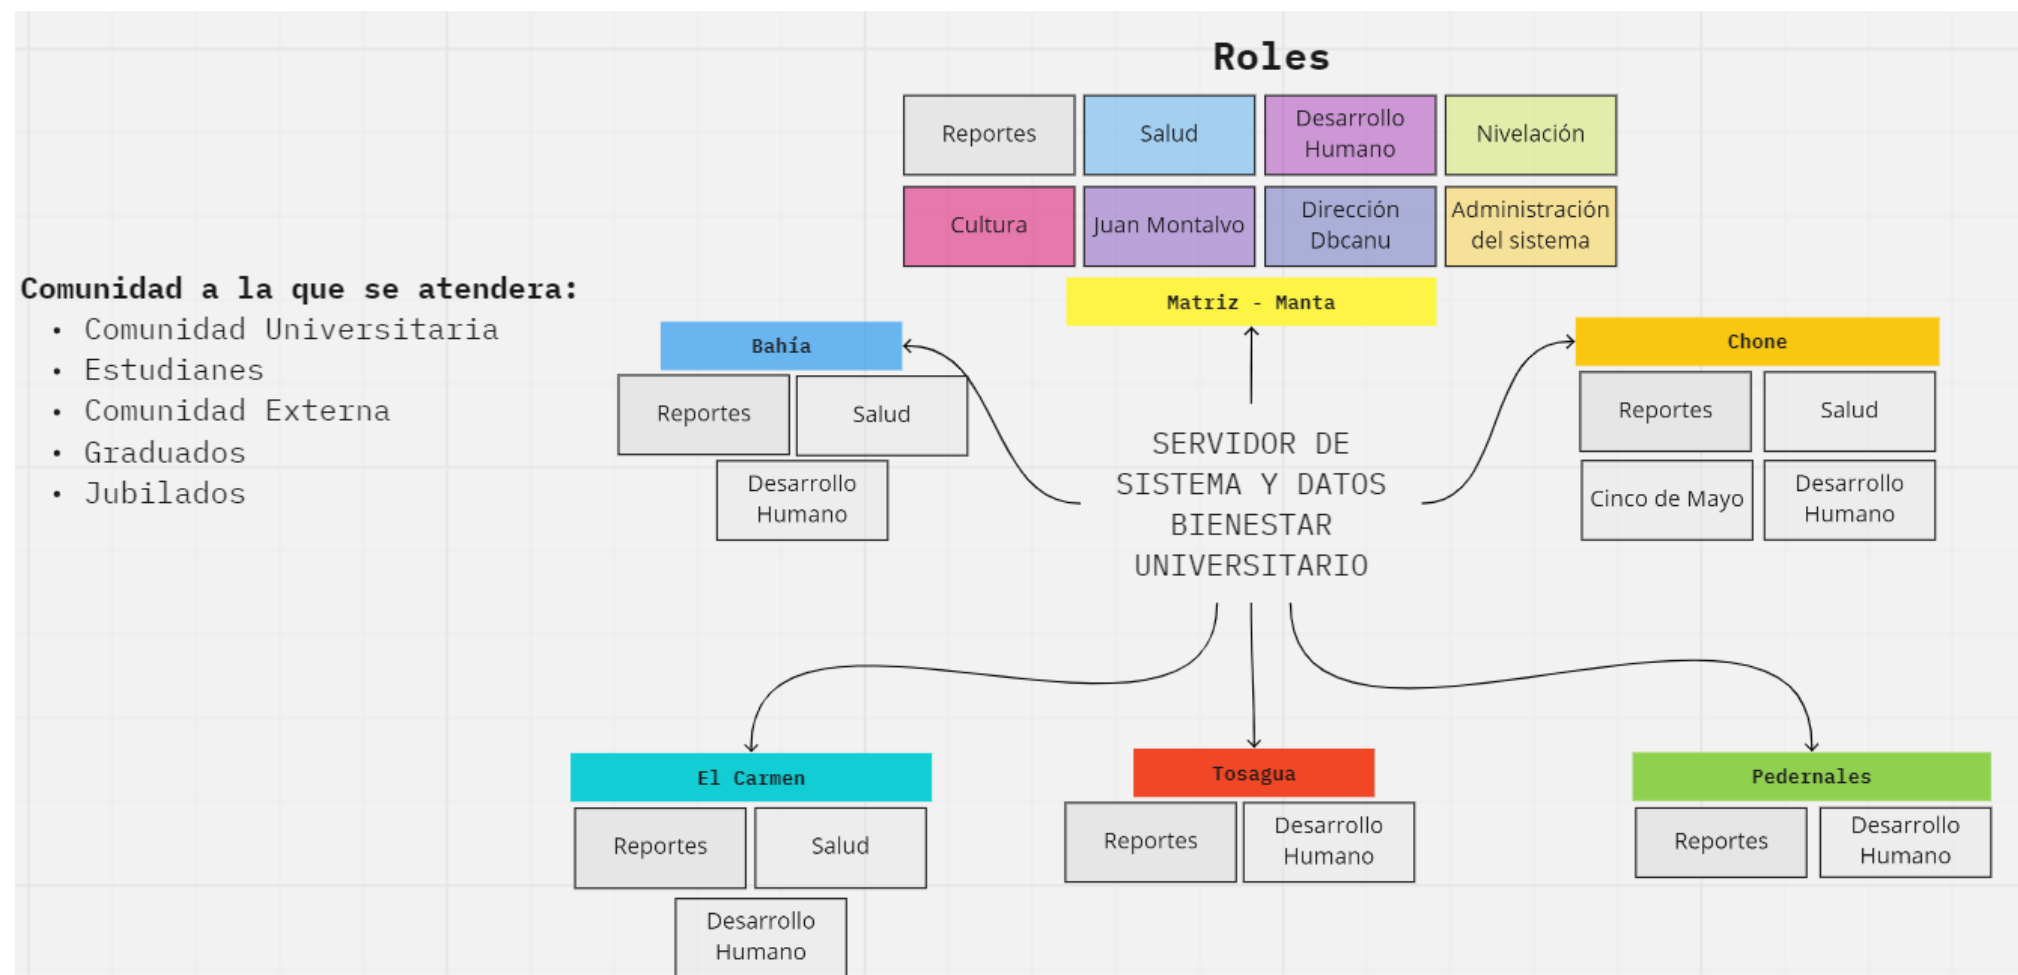 Roles
Reportes
Salud
Desarrollo
Humano
Nivelación
Cultura
Juan Montalvo
Dirección
Dbcanu
Administración
del sistema
Matriz - Manta
Comunidad a la que se atendera:
• Comunidad Universitaria
• Estudianes
• Comunidad Externa
• Graduados
• Jubilados
Bahía
Reportes
Salud
Desarrollo
Humano
SERVIDOR DE
SISTEMA Y DATOS
BIENESTAR
UNIVERSITARIO
Chone
Reportes
Salud
Cinco de Mayo
Desarrollo
Humano
El Carmen
Reportes
Salud
Desarrollo
Humano
Tosagua
Reportes
Desarrollo
Humano
Pedernales
Reportes
Desarrollo
Humano